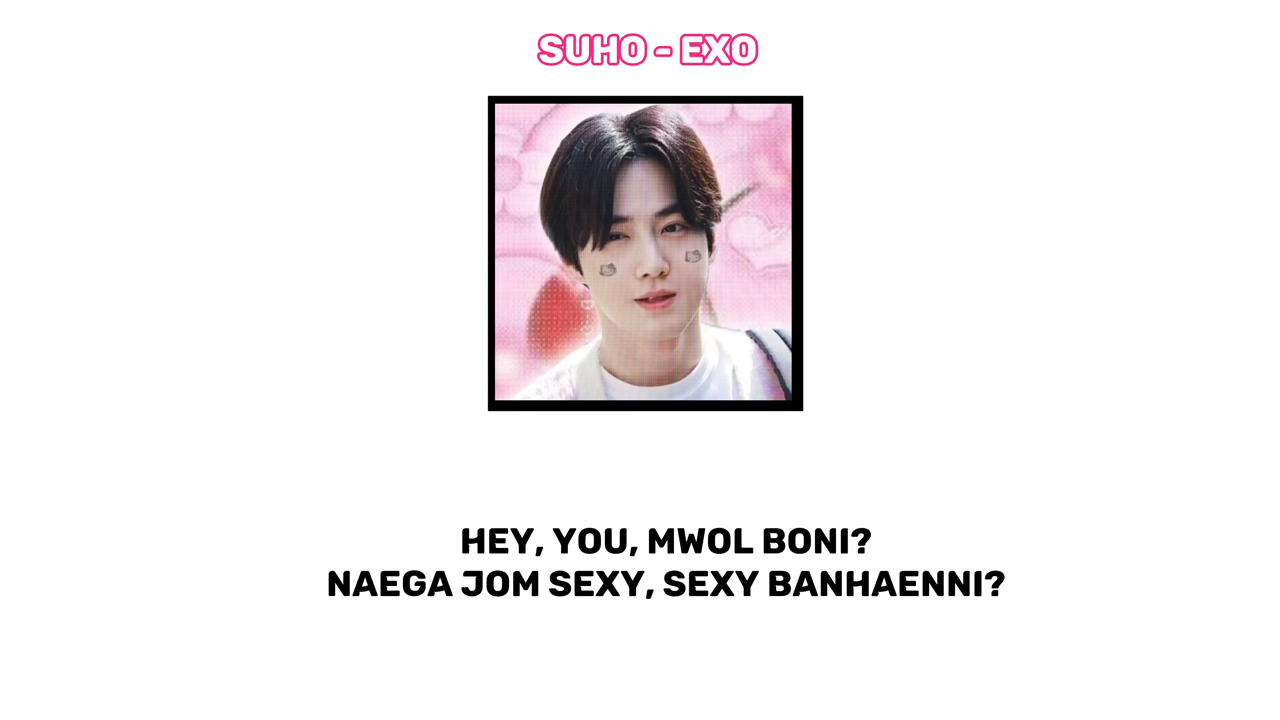 SUHO - EXO
HEY, YOU, MWOL BONI?
NAEGA JOM SEXY, SEXY BANHAENNI?